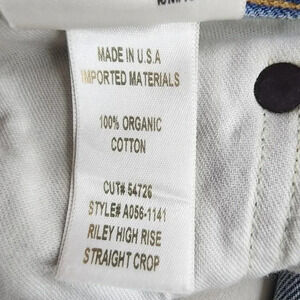 MADE IN U.S.A
IMPORTED MATERIALS
100% ORGANIC
COTTON
CUT# 54726
STYLE# A056-1141
RILEY HIGH RISE
STRAIGHT CROP